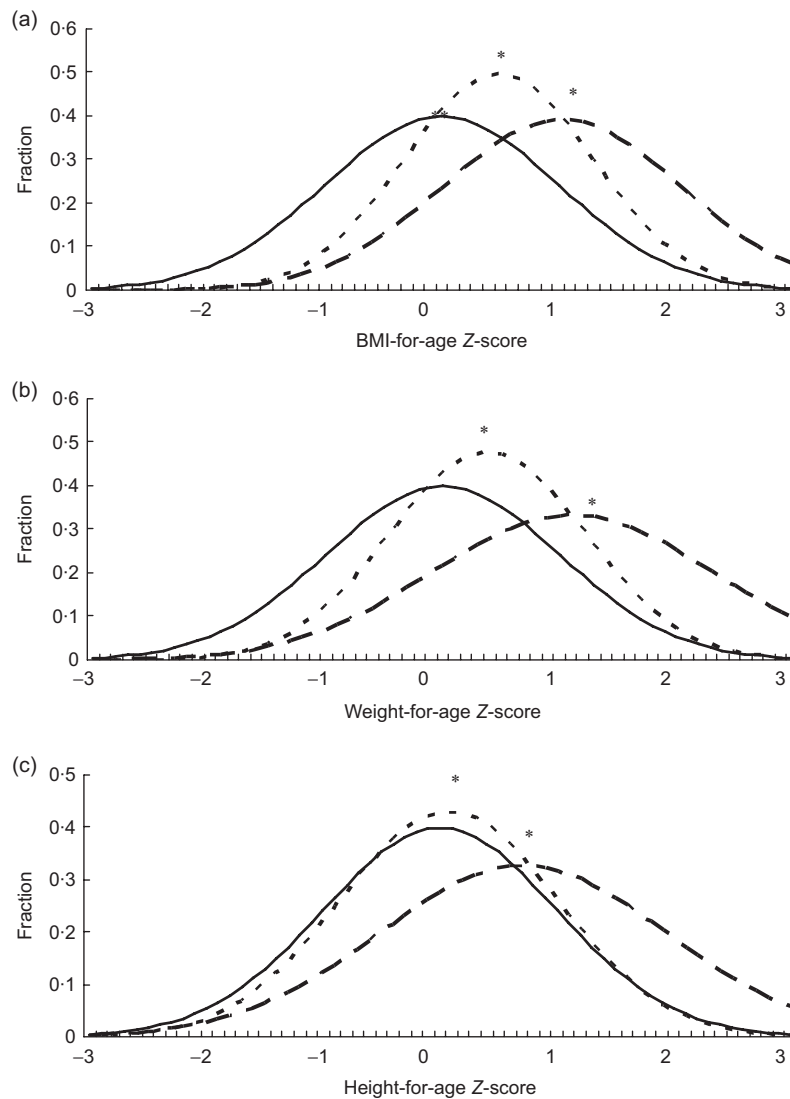 (a)
0·6
*
0·5
*
0·4
**
0·3
0·2
0·1
0
Fraction
–3 –2 –1 0 1 2 3
BMI-for-age Z-score
(b)
0·6
0·5
*
0·4
*
0·3
0·2
0·1
0
Fraction
–3 –2 –1 0 1 2 3
Weight-for-age Z-score
(c)
0·5
*
0·4
*
0·3
0·2
0·1
0
Fraction
–3 –2 –1 0 1 2 3
Height-for-age Z-score